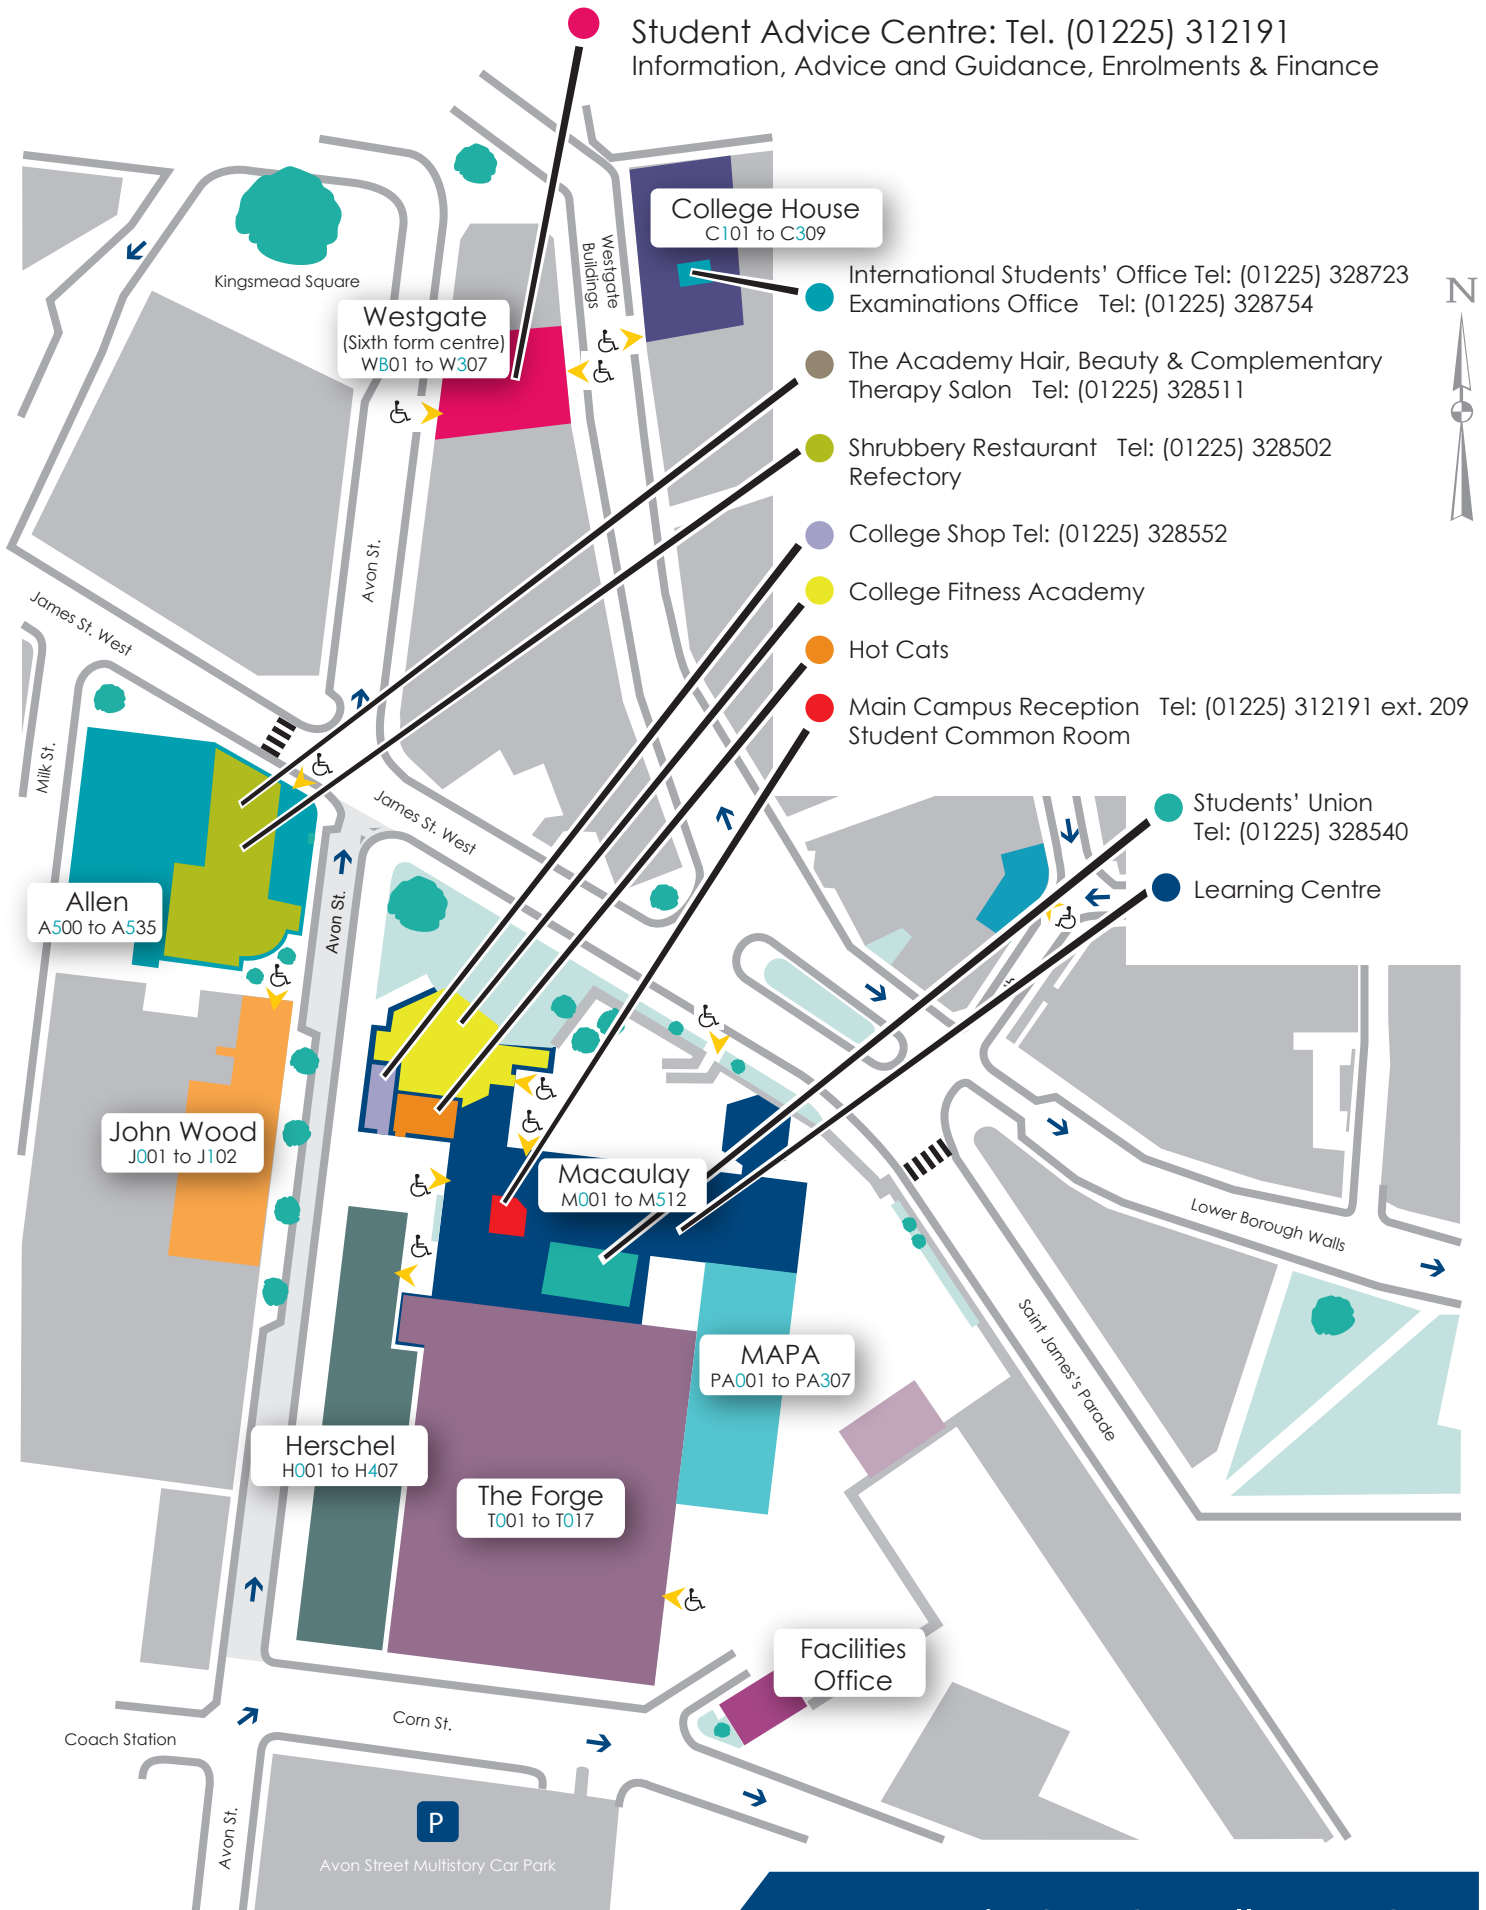 Student Advice Centre: Tel. (01225) 312191
Information, Advice and Guidance, Enrolments & Finance
College House
C101 to C309
Westgate
Buildings
Kingsmead Square
International Students' Office Tel: (01225) 328723
Examinations Office Tel: (01225) 328754
N
Westgate
(Sixth form centre)
WB01 to W307
The Academy Hair, Beauty & Complementary
Therapy Salon Tel: (01225) 328511
Shrubbery Restaurant Tel: (01225) 328502
Refectory
College Shop Tel: (01225) 328552
Avon St.
College Fitness Academy
James St. West
Hot Cats
Main Campus Reception Tel: (01225) 312191 ext. 209
Student Common Room
Milk St.
James St. West
Students' Union
Tel: (01225) 328540
Learning Centre
Allen
A500 to A535
Avon St.
John Wood
J001 to J102
Macaulay
M001 to M512
Lower Borough Walls
Saint James's Parade
MAPA
PA001 to PA307
Herschel
H001 to H407
The Forge
T001 to T017
Facilities
Office
Corn St.
Coach Station
Avon St.
P
Avon Street Multistory Car Park